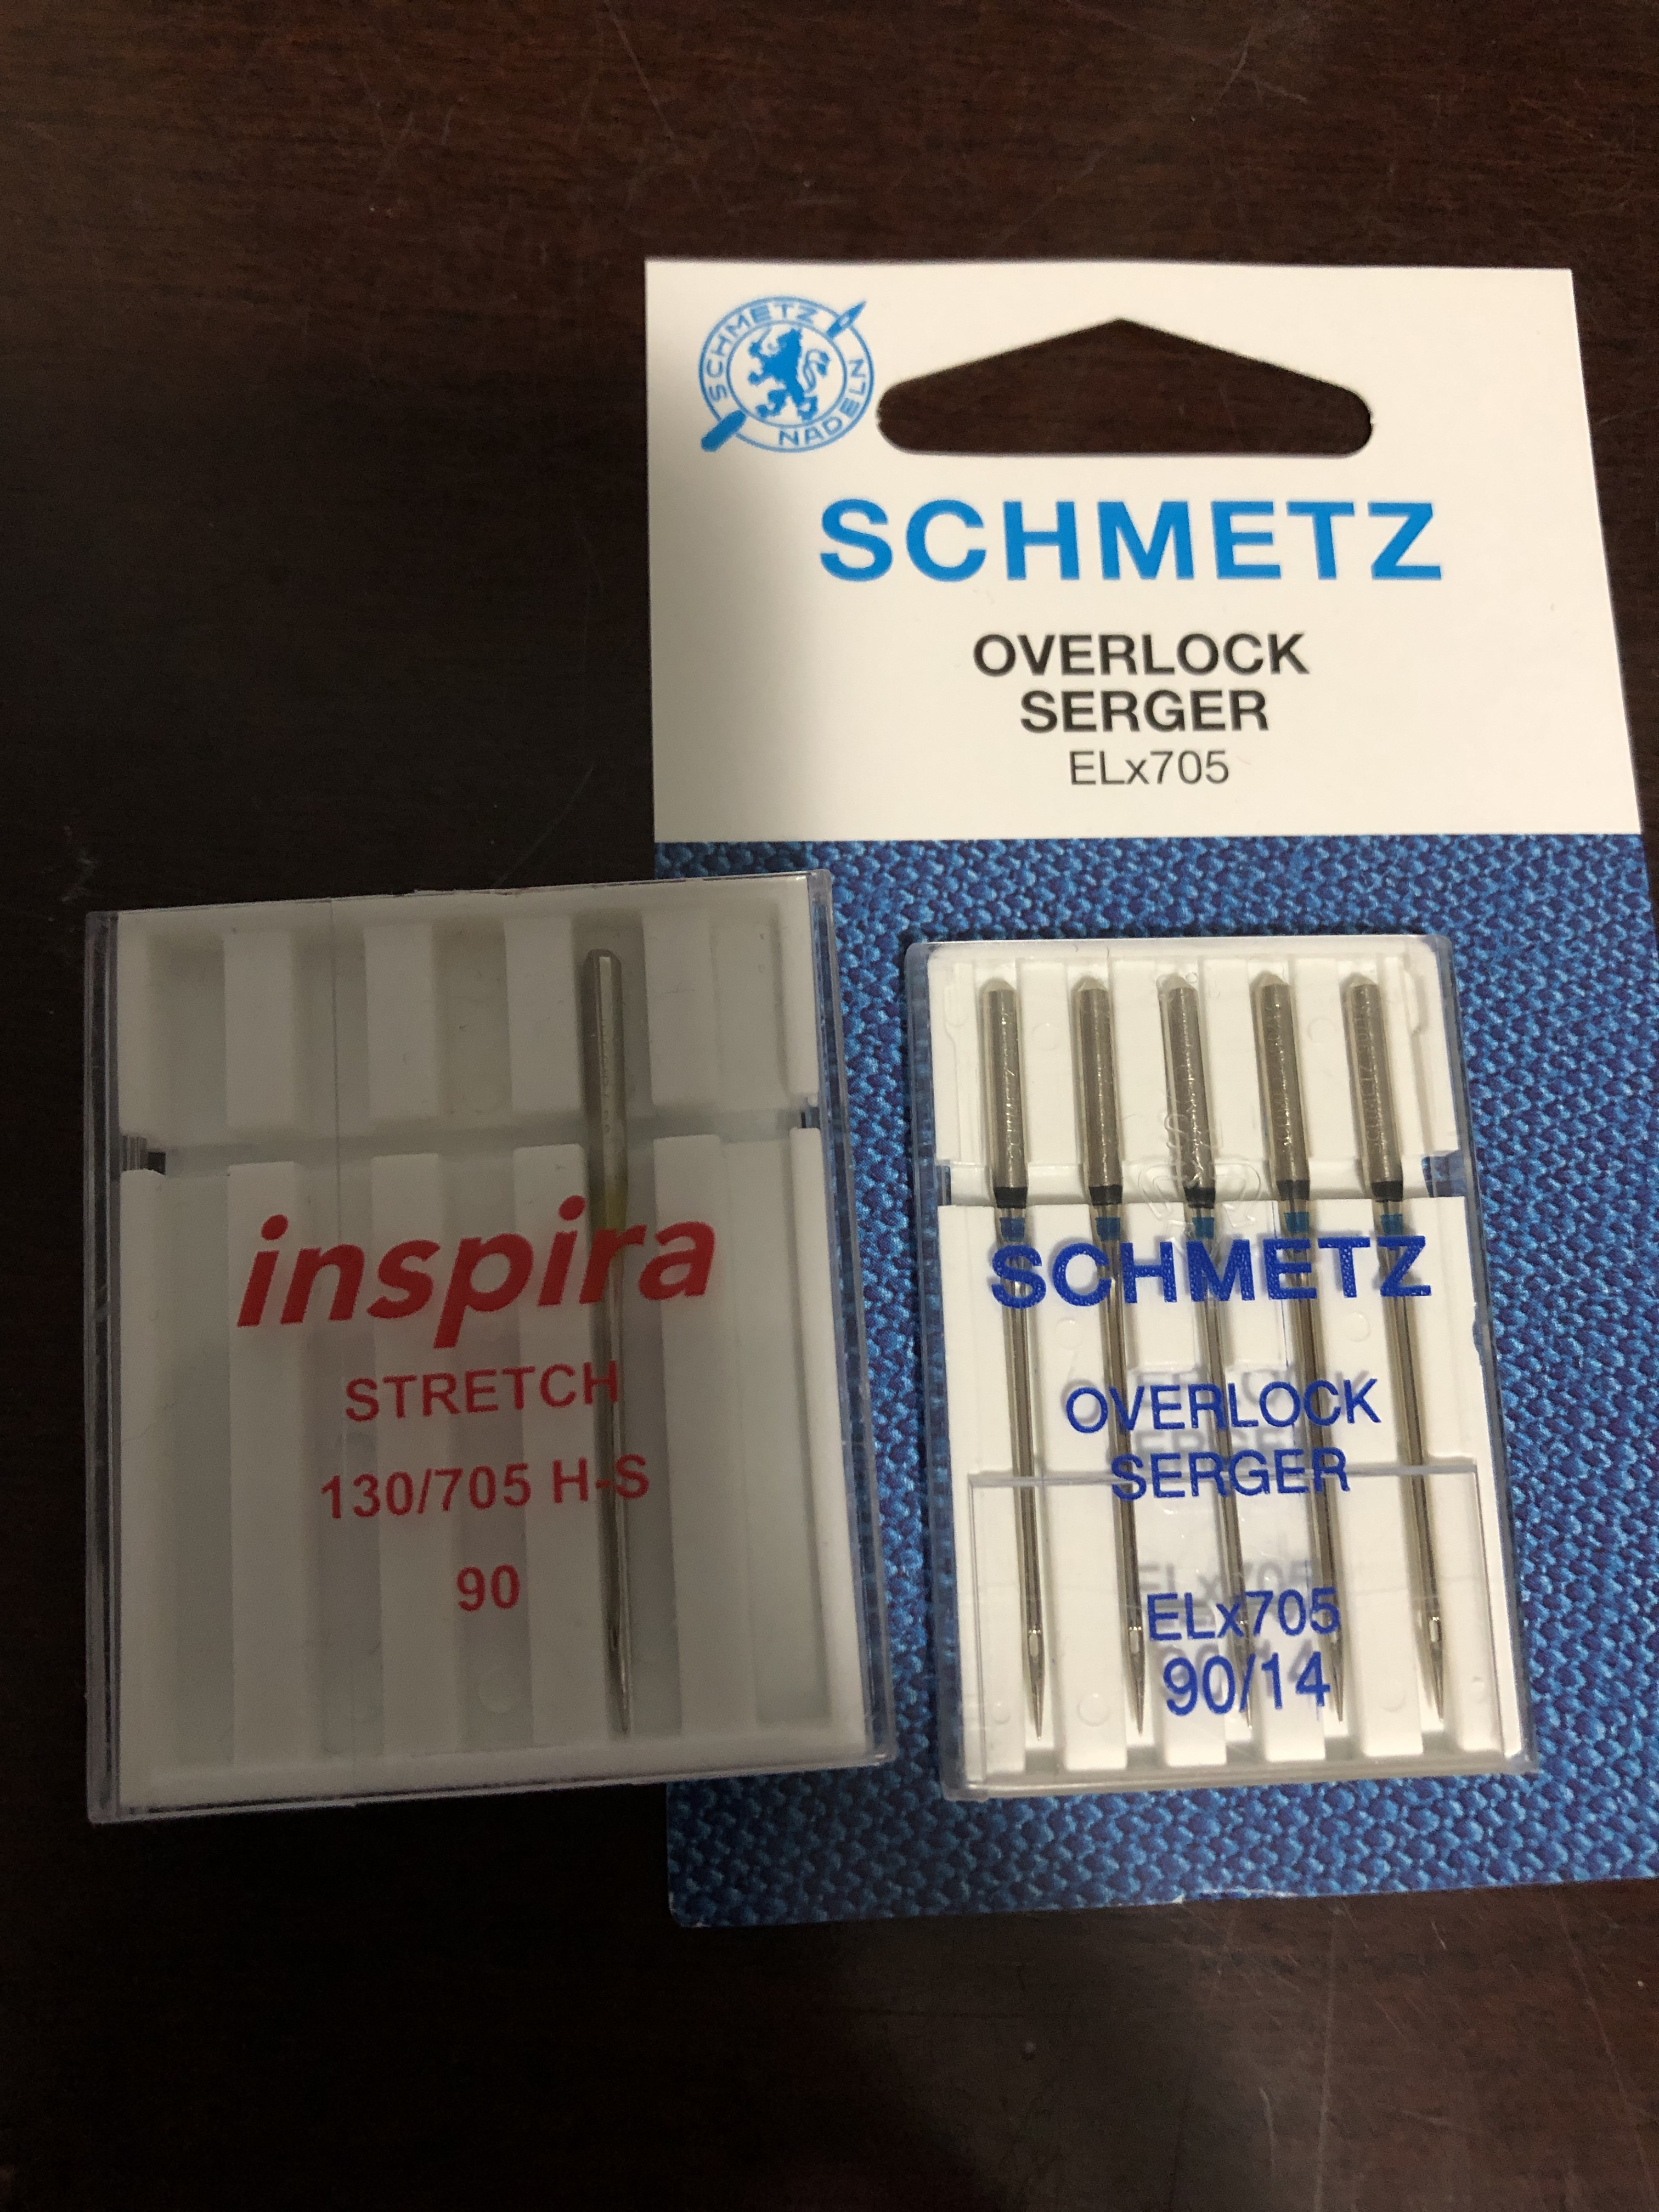 SCHMETZ
NADELN
SCHMETZ
OVERLOCK
SERGER
ELx705
inspira
STRETCH
130/705 H-S
90
SCHMETZ
OVERLOCK
SERGER
ELx705
90/14